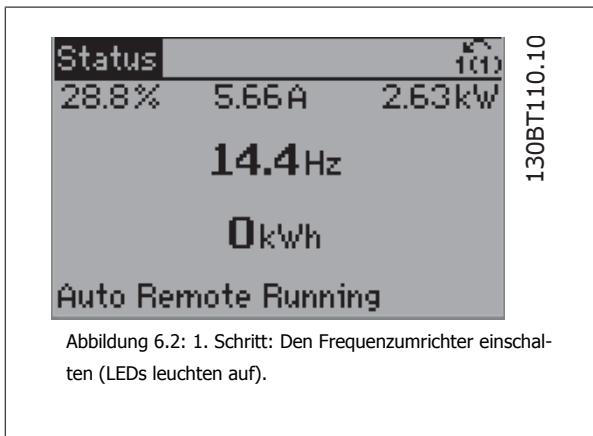 Status 1(1)
28.8% 5.66A 2.63kW
14.4Hz
0kWh
Auto Remote Running
130BT110.10
Abbildung 6.2: 1. Schritt: Den Frequenzumrichter einschal-
ten (LEDs leuchten auf).